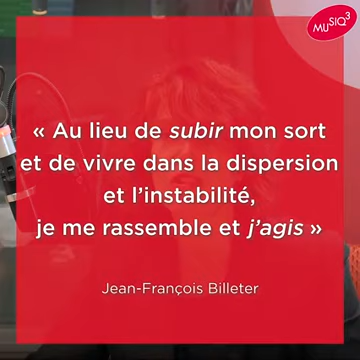 MUSIQ3
« Au lieu de subir mon sort
et de vivre dans la dispersion
et l’instabilité,
je me rassemble et j’agis »
Jean-François Billeter